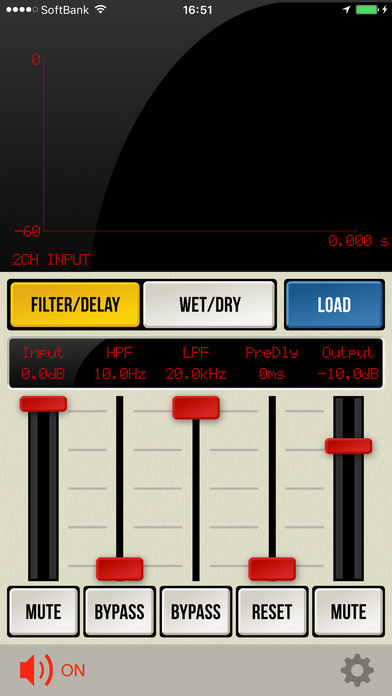 SoftBank 16:51
0
-60
0.000 s
2CH INPUT
FILTER/DELAY WET/DRY LOAD
Input HPF LPF PreDly Output
0.0dB 10.0Hz 20.0kHz 0ms -10.0dB
MUTE BYPASS BYPASS RESET MUTE
ON